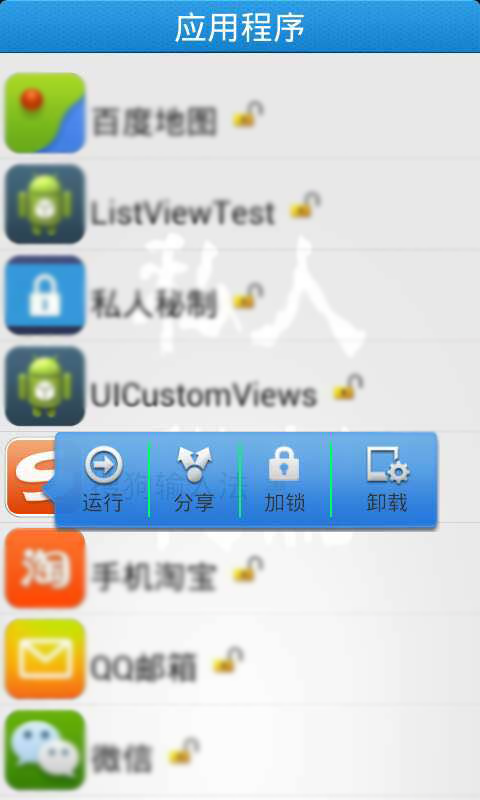 应用程序
百度地图
ListViewTest
私人秘制
私人
UICustomViews
狗输入法
运行 分享 加锁 卸载
手机淘宝
淘
QQ邮箱
微信